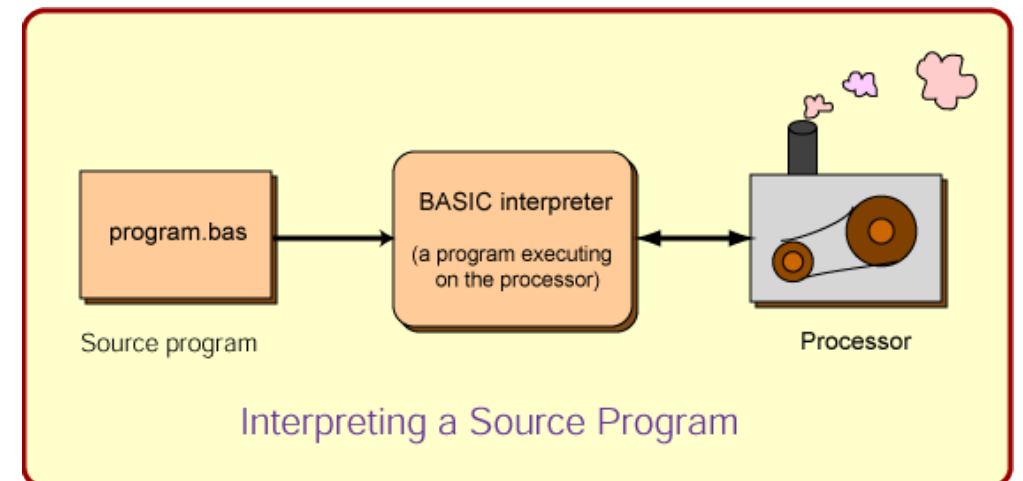 program.bas
Source program
BASIC interpreter
(a program executing
on the processor)
Processor
Interpreting a Source Program